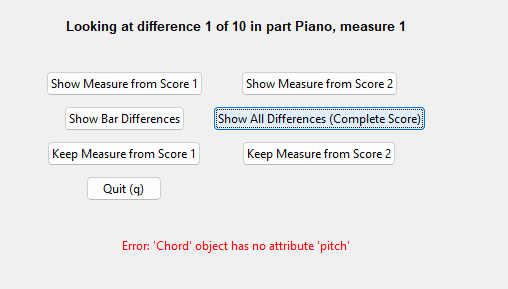 Looking at difference 1 of 10 in part Piano, measure 1
Show Measure from Score 1
Show Measure from Score 2
Show Bar Differences
Show All Differences (Complete Score)
Keep Measure from Score 1
Keep Measure from Score 2
Quit (q)
Error: 'Chord' object has no attribute 'pitch'